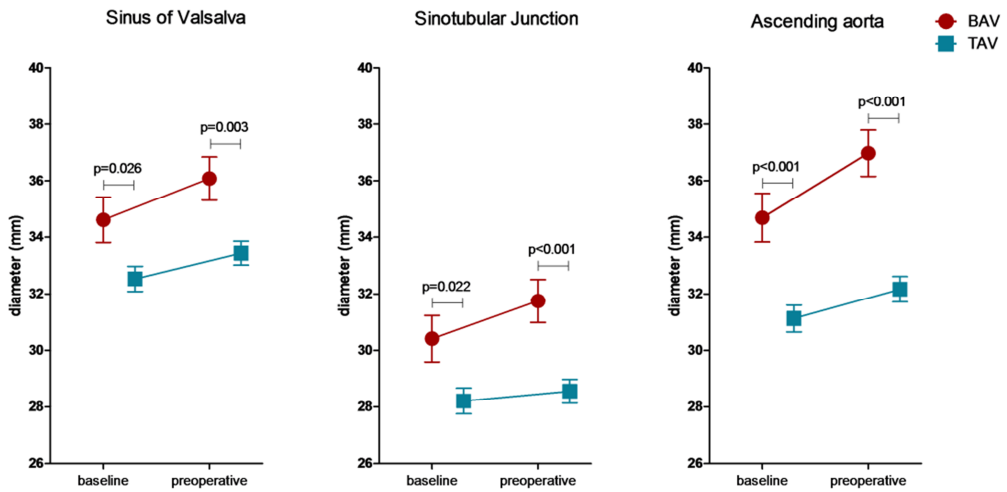 Sinus of Valsalva
Sinotubular Junction
Ascending aorta
BAV
TAV
diameter (mm)
40
38
36
34
32
30
28
26
p=0.026
p=0.003
baseline
preoperative
diameter (mm)
40
38
36
34
32
30
28
26
p=0.022
p<0.001
baseline
preoperative
diameter (mm)
40
38
36
34
32
30
28
26
p<0.001
p<0.001
baseline
preoperative